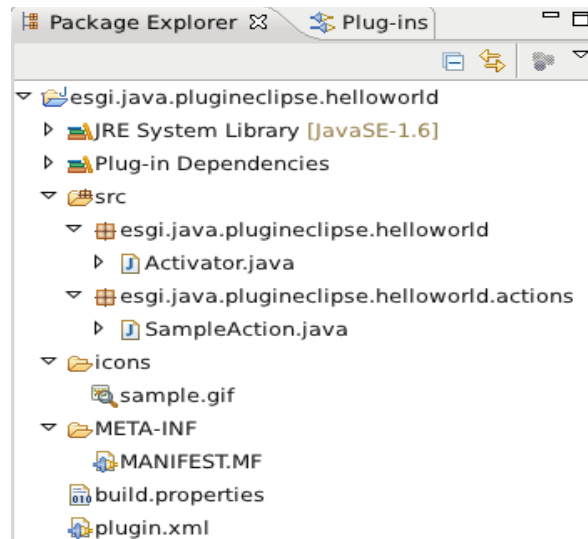 Package Explorer Plug-ins
esgi.java.plugineclipse.helloworld
JRE System Library [JavaSE-1.6]
Plug-in Dependencies
src
esgi.java.plugineclipse.helloworld
Activator.java
esgi.java.plugineclipse.helloworld.actions
SampleAction.java
icons
sample.gif
META-INF
MANIFEST.MF
build.properties
plugin.xml